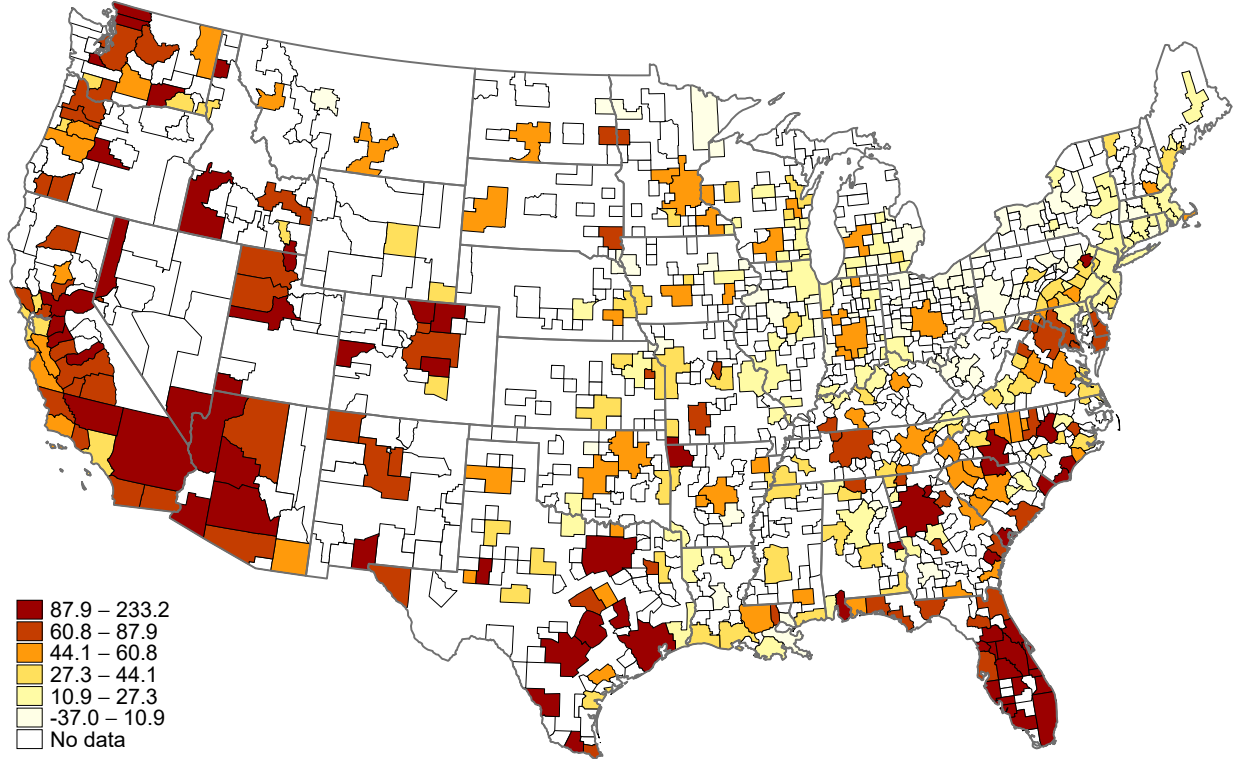 87.9 – 233.2
60.8 – 87.9
44.1 – 60.8
27.3 – 44.1
10.9 – 27.3
-37.0 – 10.9
No data